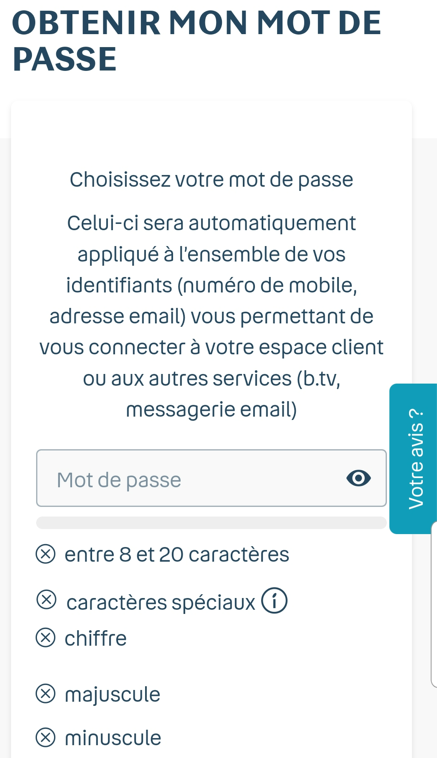 OBTENIR MON MOT DE
PASSE
Choisissez votre mot de passe
Celui-ci sera automatiquement
appliqué à l'ensemble de vos
identifiants (numéro de mobile,
adresse email) vous permettant de
vous connecter à votre espace client
ou aux autres services (b.tv,
messagerie email)
Votre avis ?
Mot de passe
entre 8 et 20 caractères
caractères spéciaux
chiffre
majuscule
minuscule